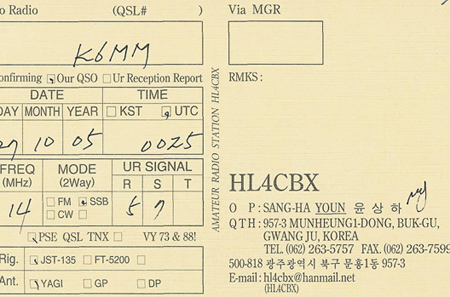 o Radio (QSL# )
K6MM
onfirming Our QSO Ur Reception Report
DATE TIME
DAY MONTH YEAR KST UTC
27 10 05 0025
FREQ (MHz) MODE (2Way) UR SIGNAL
R S T
14 FM SSB 5 7
CW
PSE QSL TNX VY 73 & 88!
Rig. JST-135 FT-5200
Ant. YAGI GP DP
AMATEUR RADIO STATION HL4CBX
Via MGR
RMKS:
HL4CBX
O P : SANG-HA YOUN 윤 상 하
QTH : 957-3 MUNHEUNG1-DONG, BUK-GU,
GWANG JU, KOREA
TEL. (062) 263-5757 FAX. (062) 263-7599
500-818 광주광역시 북구 문흥1동 957-3
E-mail : hl4cbx@hanmail.net
(HL4CBX)